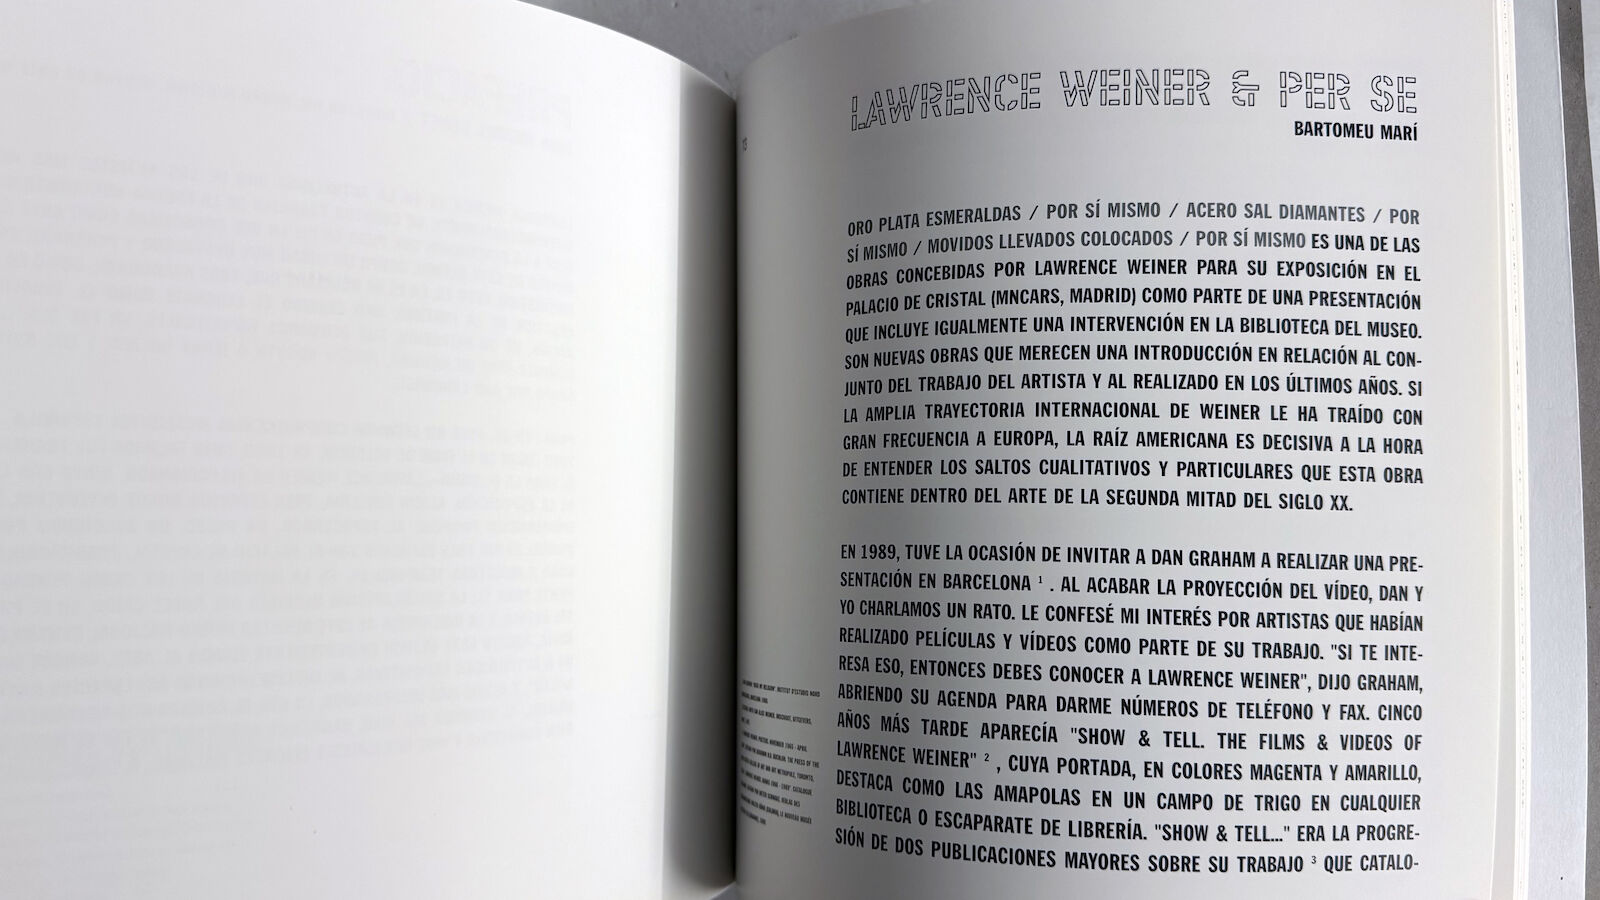 LAWRENCE WEINER & PER SE
BARTOMEU MARÍ
13
ORO PLATA ESMERALDAS / POR SÍ MISMO / ACERO SAL DIAMANTES / POR
SÍ MISMO / MOVIDOS LLEVADOS COLOCADOS / POR SÍ MISMO ES UNA DE LAS
OBRAS CONCEBIDAS POR LAWRENCE WEINER PARA SU EXPOSICIÓN EN EL
PALACIO DE CRISTAL (MNCARS, MADRID) COMO PARTE DE UNA PRESENTACIÓN
QUE INCLUYE IGUALMENTE UNA INTERVENCIÓN EN LA BIBLIOTECA DEL MUSEO.
SON NUEVAS OBRAS QUE MERECEN UNA INTRODUCCIÓN EN RELACIÓN AL CON-
JUNTO DEL TRABAJO DEL ARTISTA Y AL REALIZADO EN LOS ÚLTIMOS AÑOS. SI
LA AMPLIA TRAYECTORIA INTERNACIONAL DE WEINER LE HA TRAÍDO CON
GRAN FRECUENCIA A EUROPA, LA RAÍZ AMERICANA ES DECISIVA A LA HORA
DE ENTENDER LOS SALTOS CUALITATIVOS Y PARTICULARES QUE ESTA OBRA
CONTIENE DENTRO DEL ARTE DE LA SEGUNDA MITAD DEL SIGLO XX.
EN 1989, TUVE LA OCASIÓN DE INVITAR A DAN GRAHAM A REALIZAR UNA PRE-
SENTACIÓN EN BARCELONA ¹ . AL ACABAR LA PROYECCIÓN DEL VÍDEO, DAN Y
YO CHARLAMOS UN RATO. LE CONFESÉ MI INTERÉS POR ARTISTAS QUE HABÍAN
REALIZADO PELÍCULAS Y VÍDEOS COMO PARTE DE SU TRABAJO. "SI TE INTE-
RESA ESO, ENTONCES DEBES CONOCER A LAWRENCE WEINER", DIJO GRAHAM,
ABRIENDO SU AGENDA PARA DARME NÚMEROS DE TELÉFONO Y FAX. CINCO
AÑOS MÁS TARDE APARECÍA "SHOW & TELL. THE FILMS & VIDEOS OF
LAWRENCE WEINER" ² , CUYA PORTADA, EN COLORES MAGENTA Y AMARILLO,
DESTACA COMO LAS AMAPOLAS EN UN CAMPO DE TRIGO EN CUALQUIER
BIBLIOTECA O ESCAPARATE DE LIBRERÍA. "SHOW & TELL..." ERA LA PROGRE-
SIÓN DE DOS PUBLICACIONES MAYORES SOBRE SU TRABAJO ³ QUE CATALO-